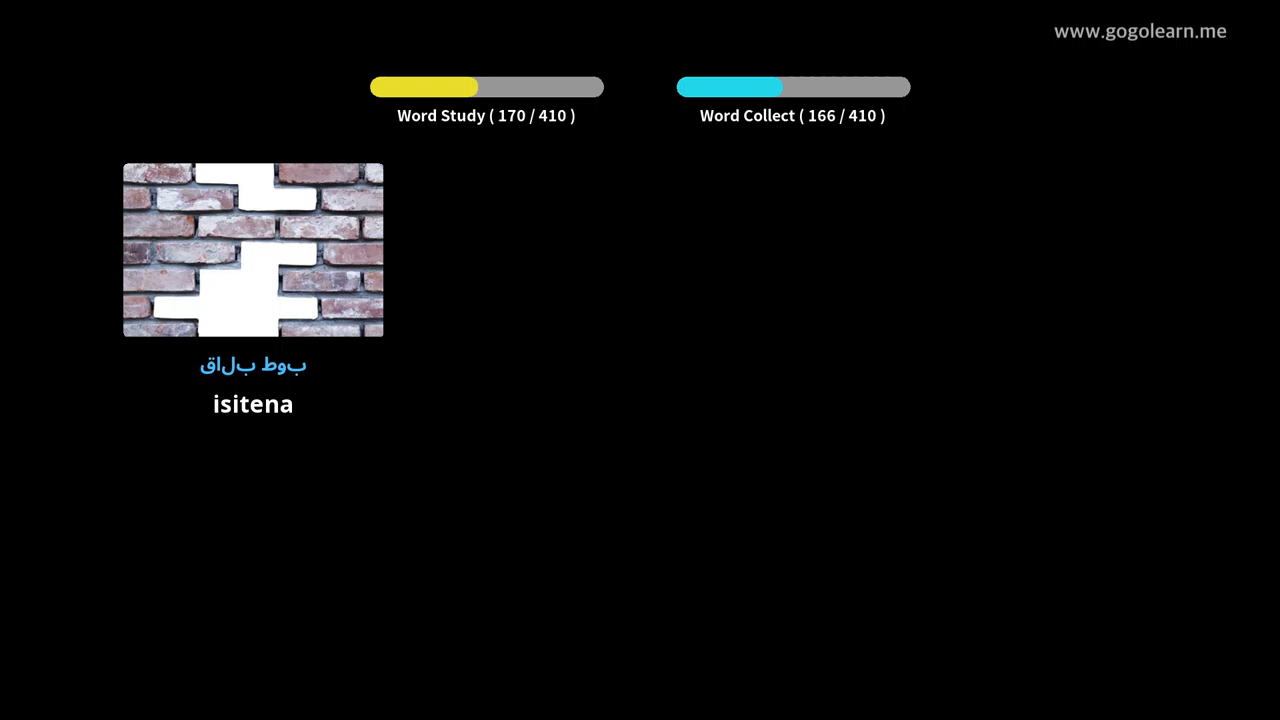 www.gogolearn.me
Word Study ( 170 / 410 )
Word Collect ( 166 / 410 )
قالب طوب
isitena